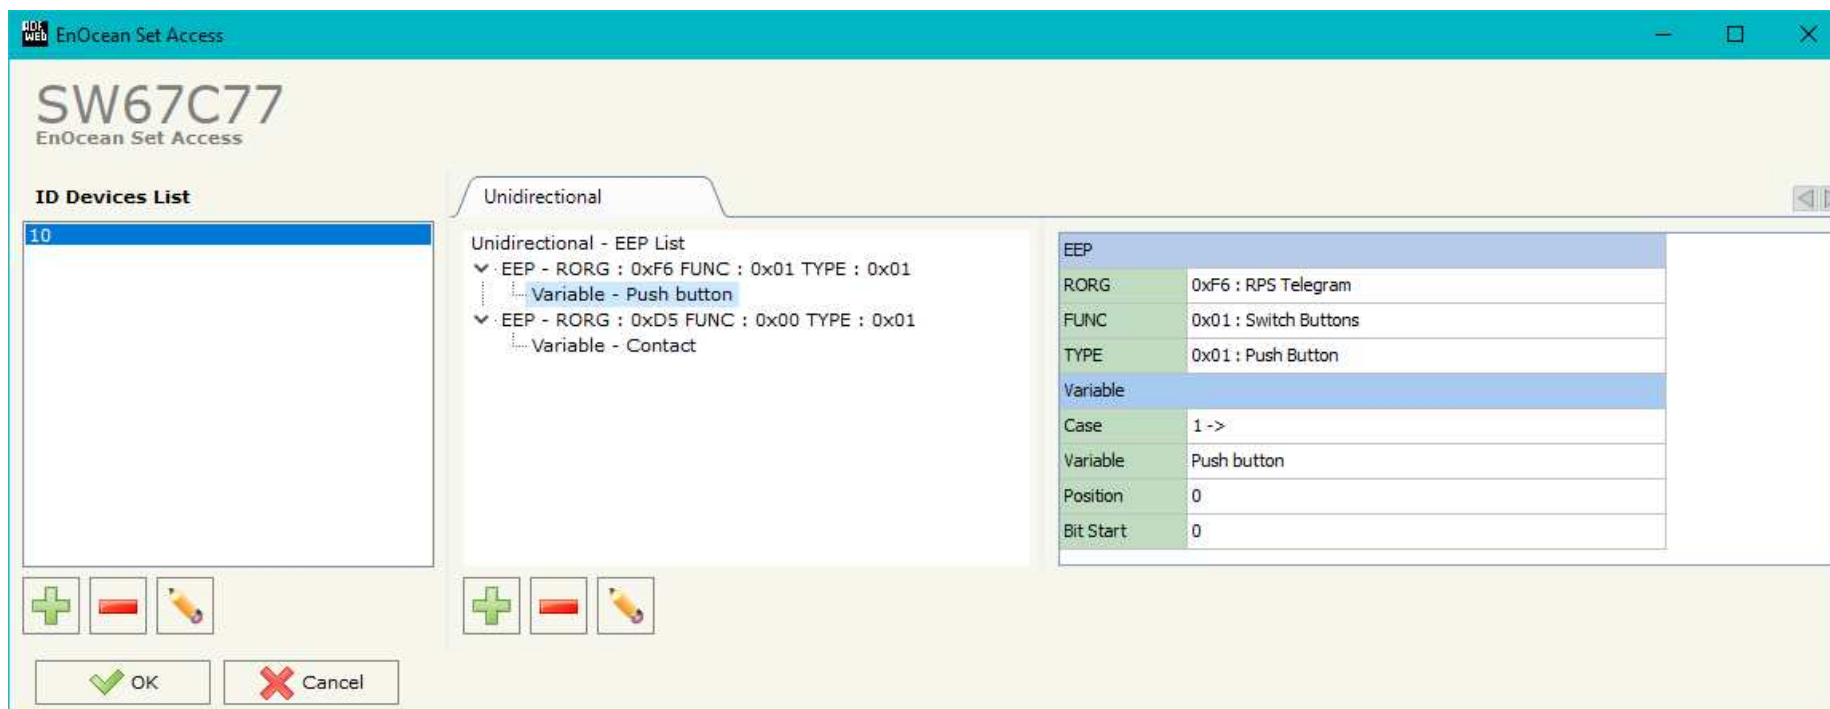 ADF
WEB
EnOcean Set Access
SW67C77
EnOcean Set Access
ID Devices List
10
Unidirectional
Unidirectional - EEP List
EEP - RORG : 0xF6 FUNC : 0x01 TYPE : 0x01
Variable - Push button
EEP - RORG : 0xD5 FUNC : 0x00 TYPE : 0x01
Variable - Contact
EEP
RORG 0xF6 : RPS Telegram
FUNC 0x01 : Switch Buttons
TYPE 0x01 : Push Button
Variable
Case 1 ->
Variable Push button
Position 0
Bit Start 0
OK
Cancel